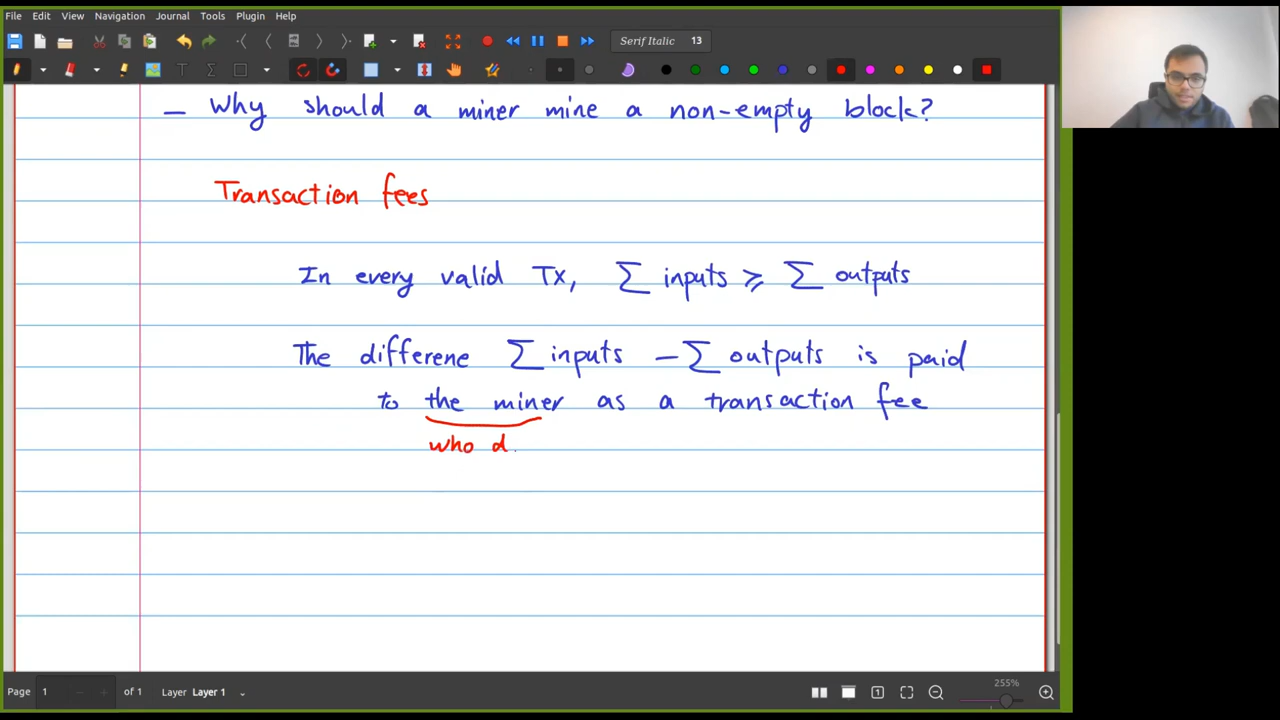 File Edit View Navigation Journal Tools Plugin Help
Serif Italic 13
– Why should a miner mine a non-empty block?
Transaction fees
In every valid TX, ∑ inputs ⩾ ∑ outputs
The differene ∑ inputs – ∑ outputs is paid
to the miner as a transaction fee
who d
Page 1 of 1 Layer Layer 1 255%